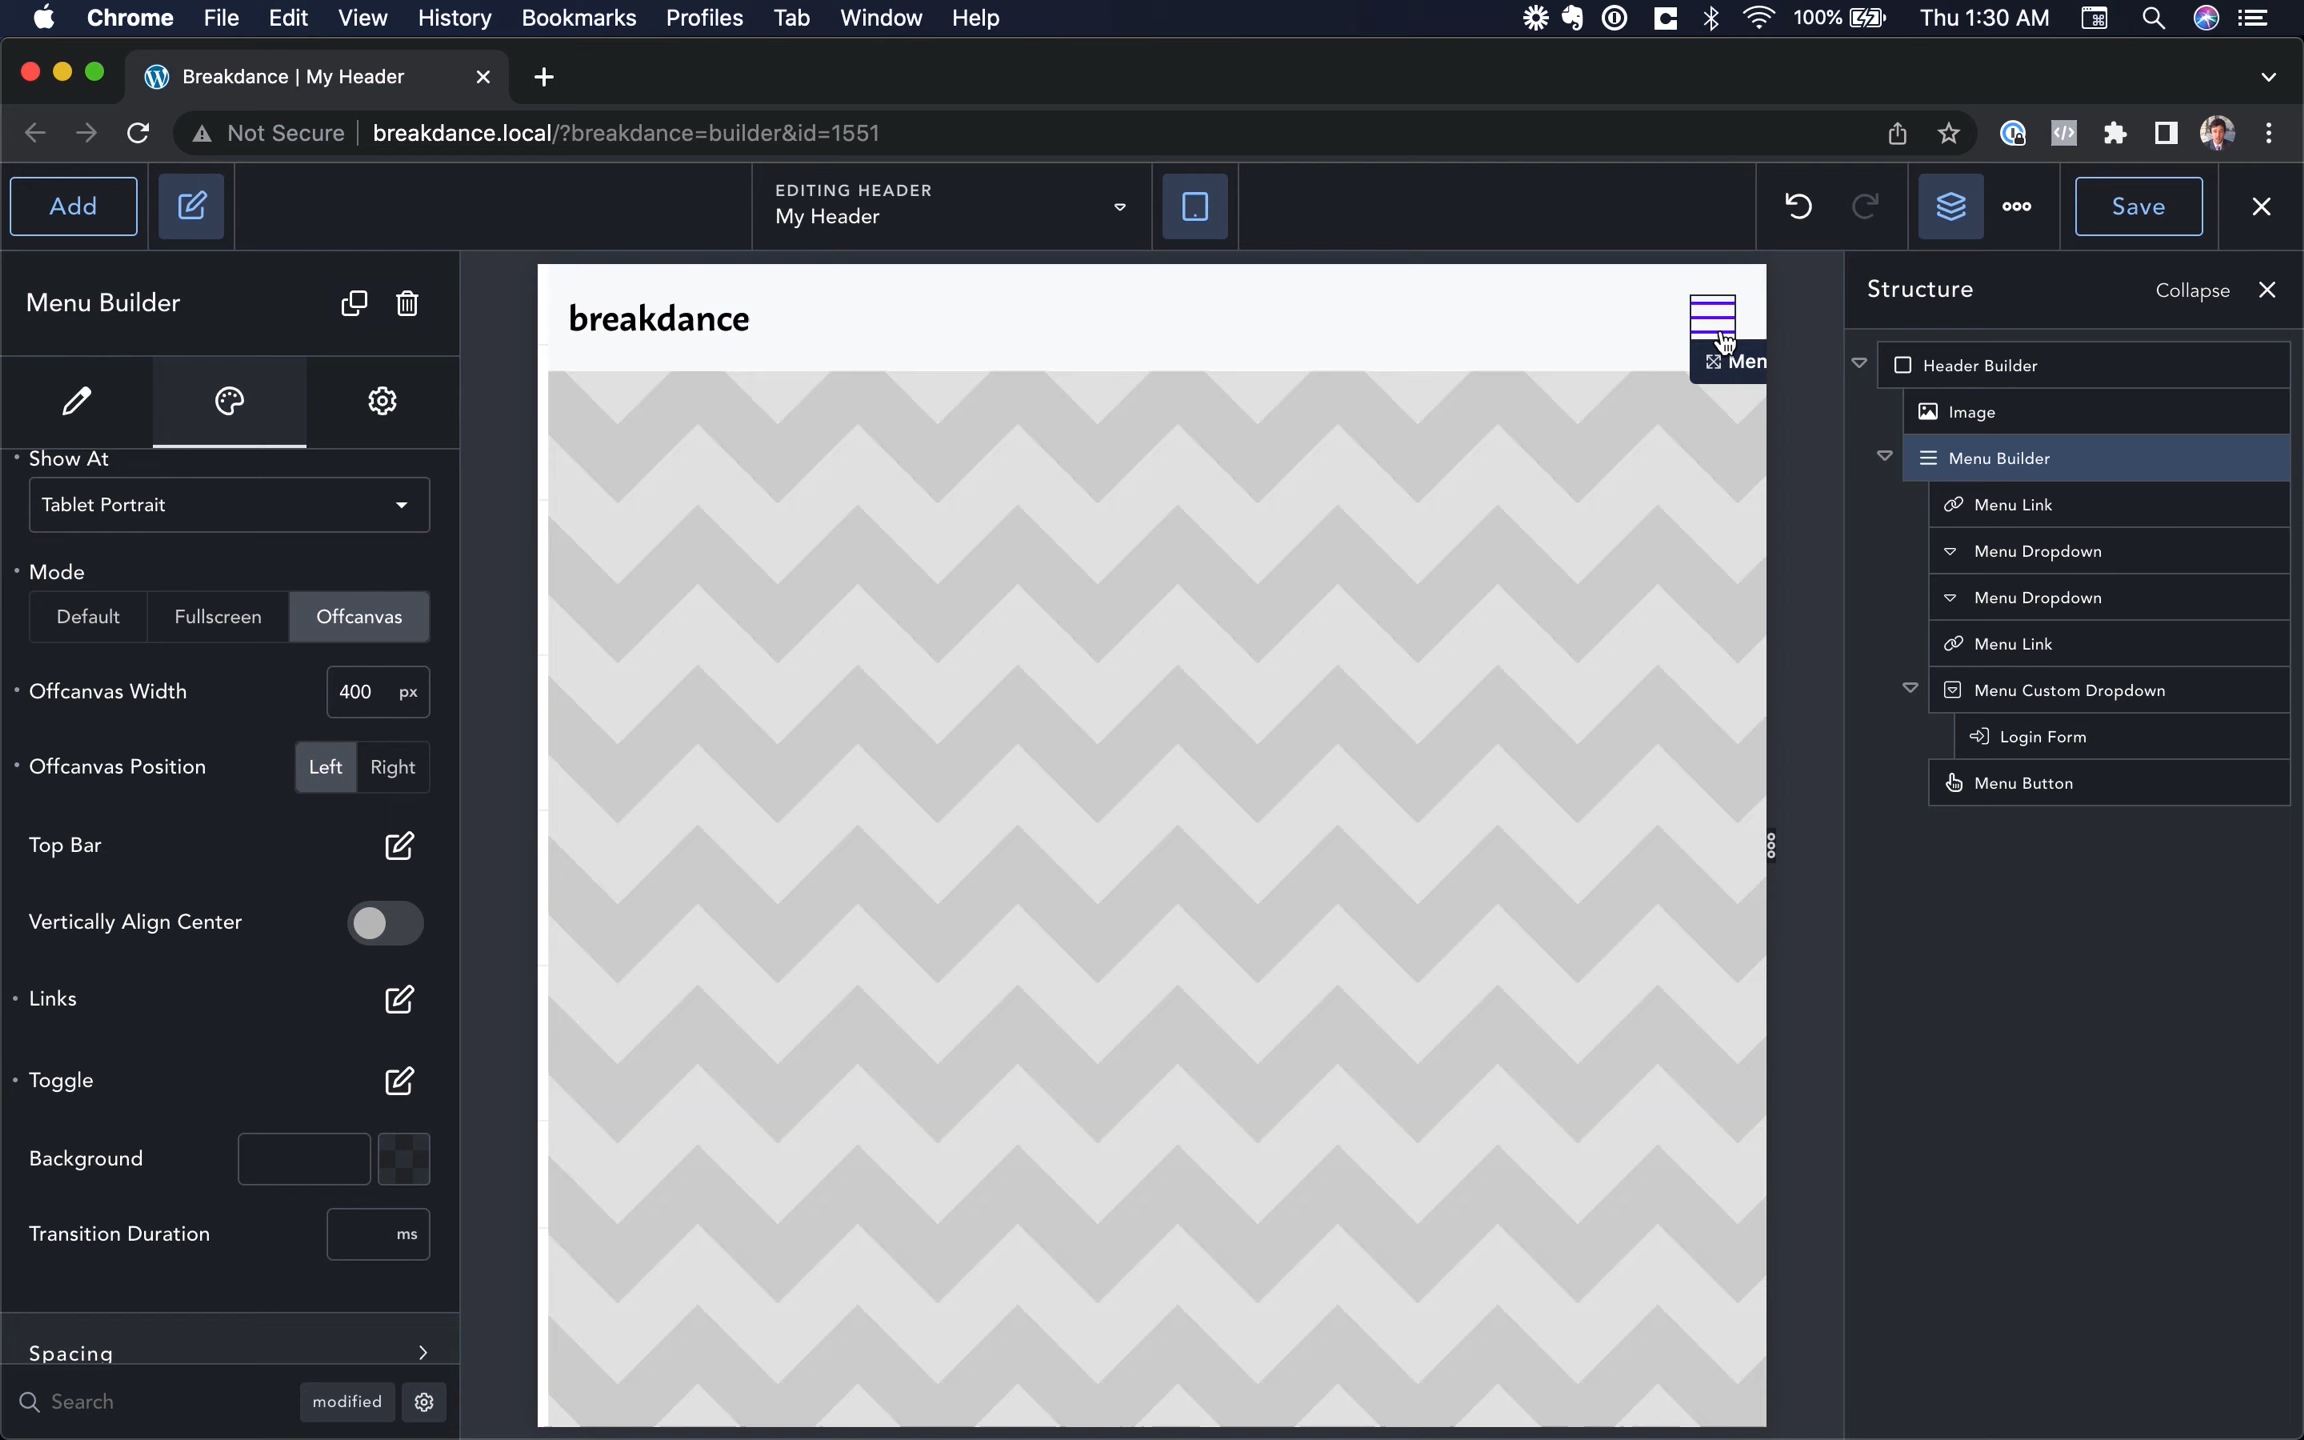 Chrome File Edit View History Bookmarks Profiles Tab Window Help 100% Thu 1:30 AM
Breakdance | My Header
Not Secure breakdance.local/?breakdance=builder&id=1551
Add
EDITING HEADER
My Header
Save
Menu Builder
Show At
Tablet Portrait
Mode
Default Fullscreen Offcanvas
Offcanvas Width 400 px
Offcanvas Position Left Right
Top Bar
Vertically Align Center
Links
Toggle
Background
Transition Duration ms
Spacing
Search modified
breakdance
Men
Structure Collapse
Header Builder
Image
Menu Builder
Menu Link
Menu Dropdown
Menu Dropdown
Menu Link
Menu Custom Dropdown
Login Form
Menu Button